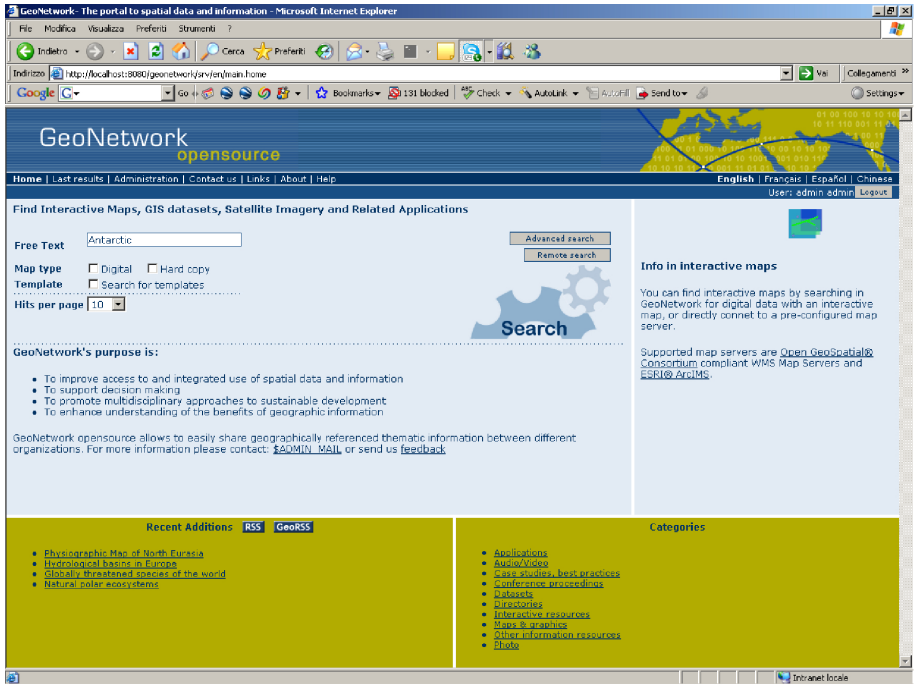 GeoNetwork - The portal to spatial data and information - Microsoft Internet Explorer
File Modifica Visualizza Preferiti Strumenti ?
Indietro Cerca Preferiti
Indirizzo http://localhost:8080/geonetwork/srv/en/main.home Vai Collegamenti »
Google G Go Bookmarks 131 blocked Check AutoLink AutoFill Send to Settings
GeoNetwork
opensource
Home | Last results | Administration | Contact us | Links | About | Help
English | Français | Español | Chinese
User: admin admin Logout
Find Interactive Maps, GIS datasets, Satellite Imagery and Related Applications
Free Text Antarctic
Advanced search
Remote search
Map type Digital Hard copy
Template Search for templates
Hits per page 10
Search
GeoNetwork's purpose is:
• To improve access to and integrated use of spatial data and information
• To support decision making
• To promote multidisciplinary approaches to sustainable development
• To enhance understanding of the benefits of geographic information
GeoNetwork opensource allows to easily share geographically referenced thematic information between different
organizations. For more information please contact: $ADMIN_MAIL or send us feedback
Info in interactive maps
You can find interactive maps by searching in
GeoNetwork for digital data with an interactive
map, or directly connet to a pre-configured map
server.
Supported map servers are Open GeoSpatial®
Consortium compliant WMS Map Servers and
ESRI® ArcIMS.
Recent Additions RSS GeoRSS
• Physiographic Map of North Eurasia
• Hydrological basins in Europe
• Globally threatened species of the world
• Natural polar ecosystems
Categories
• Applications
• Audio/Video
• Case studies, best practices
• Conference proceedings
• Datasets
• Directories
• Interactive resources
• Maps & graphics
• Other information resources
• Photo
Intranet locale